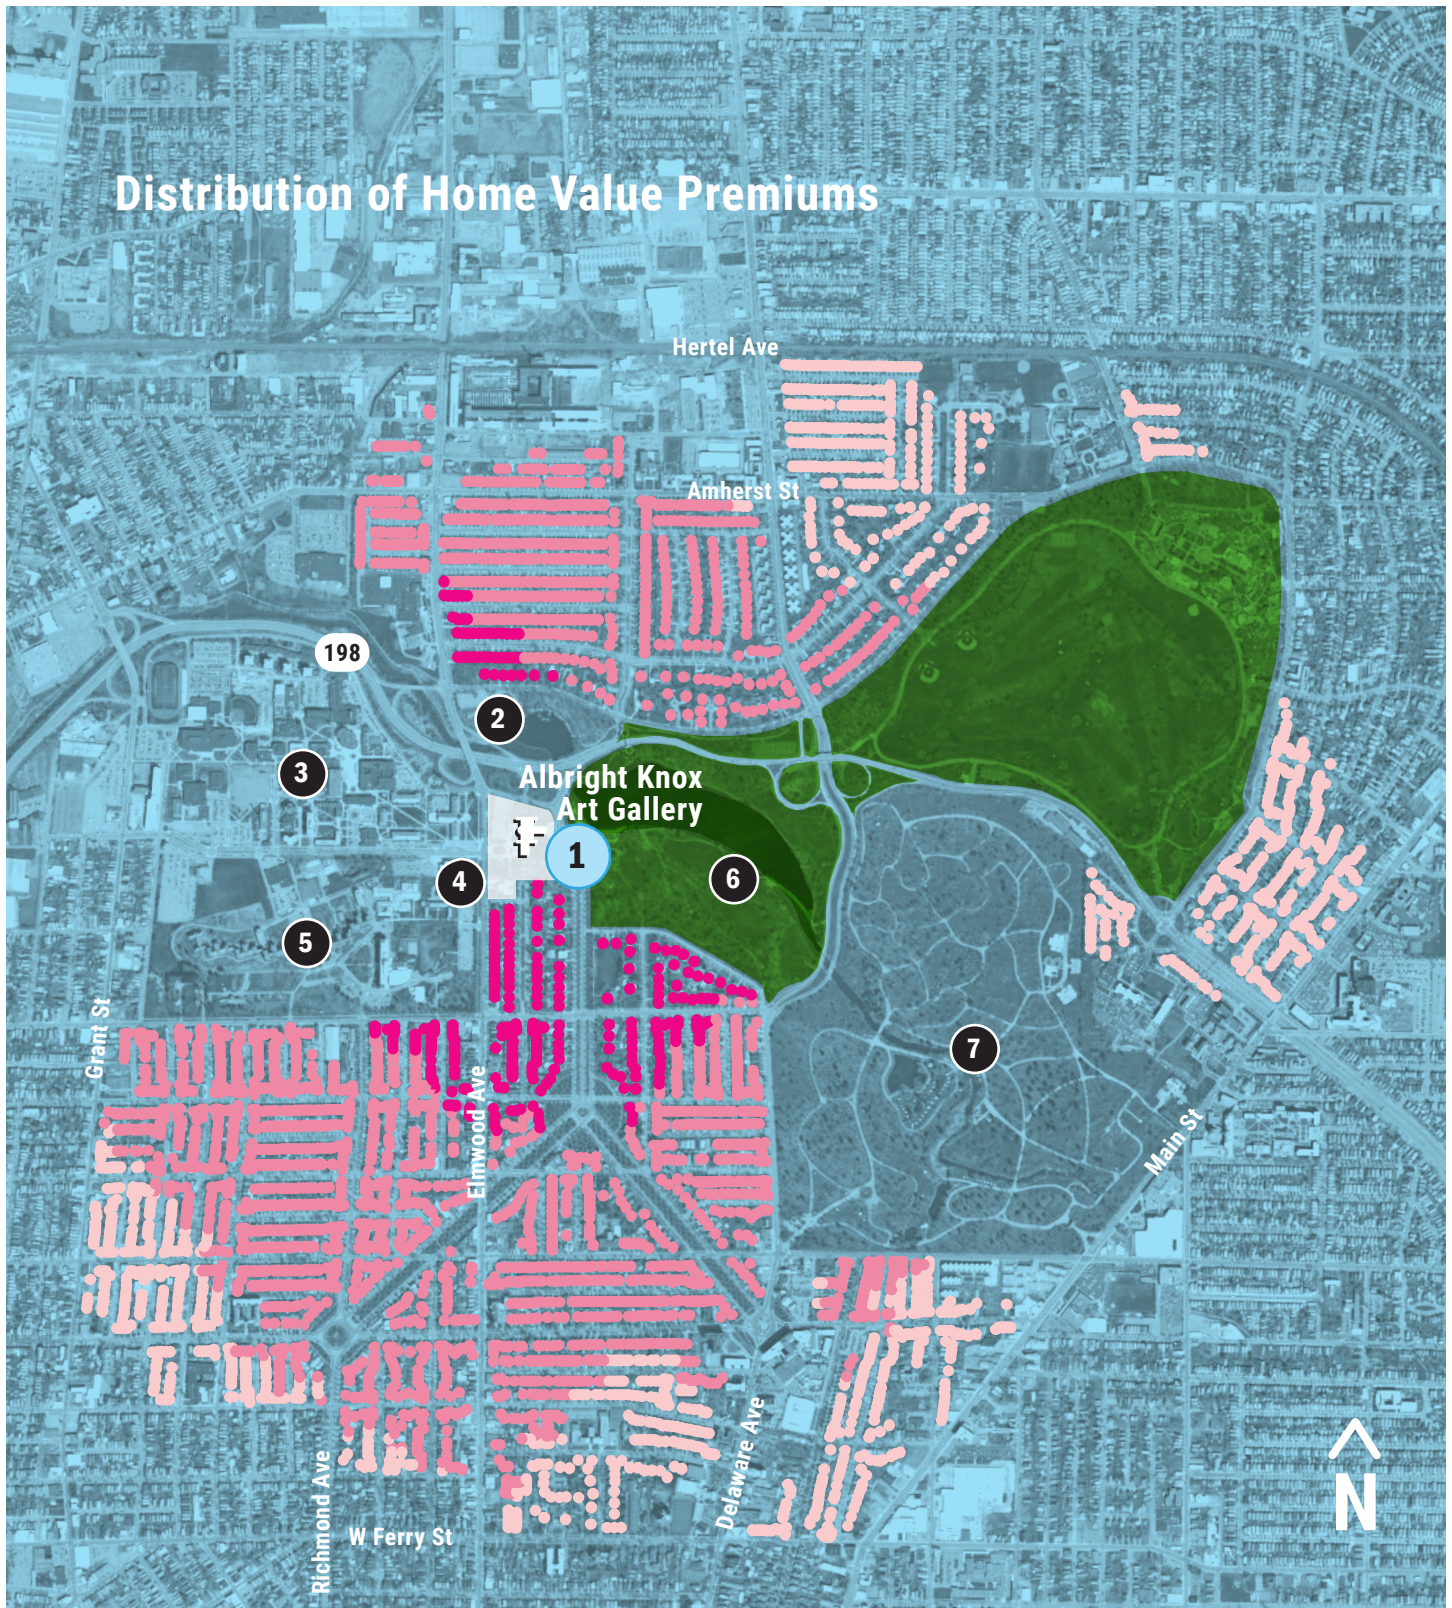 Distribution of Home Value Premiums
Hertel Ave
Amherst St
198
2
3
Albright Knox
Art Gallery
1
4
6
5
Grant St
7
Elmwood Ave
Main St
Delaware Ave
Richmond Ave
W Ferry St
N